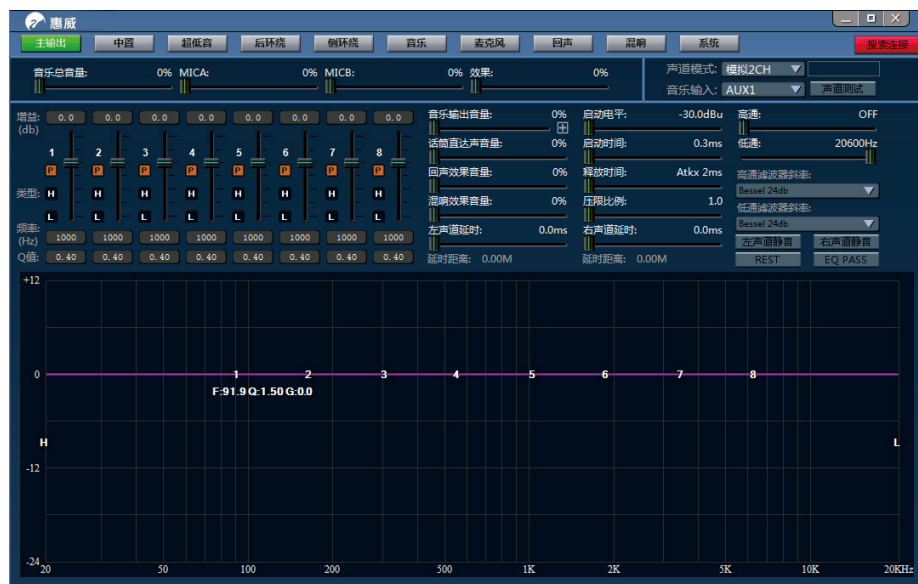 惠威
主输出 中置 超低音 后环绕 侧环绕 音乐 麦克风 回声 混响 系统 搜索连接
音乐总音量: 0% MICA: 0% MICB: 0% 效果: 0% 声道模式: 模拟2CH
音乐输入: AUX1 声道测试
增益: 0.0 0.0 0.0 0.0 0.0 0.0 0.0 0.0 音乐输出音量: 0% 启动电平: -30.0dBu 高通: OFF
(db)
1 2 3 4 5 6 7 8 话筒直达声音量: 0% 启动时间: 0.3ms 低通: 20600Hz
P P P P P P P P 回声效果音量: 0% 释放时间: Atkx 2ms 高通滤波器斜率:
类型: H H H H H H H H Bessel 24db
混响效果音量: 0% 压限比例: 1.0 低通滤波器斜率:
L L L L L L L L Bessel 24db
频率: 左声道延时: 0.0ms 右声道延时: 0.0ms
(Hz) 1000 1000 1000 1000 1000 1000 1000 1000 左声道静音 右声道静音
Q值: 0.40 0.40 0.40 0.40 0.40 0.40 0.40 0.40 延时距离: 0.00M 延时距离: 0.00M REST EQ PASS
+12
0 1 2 3 4 5 6 7 8
F:91.9 Q:1.50 G:0.0
H L
-12
-24
20 50 100 200 500 1K 2K 5K 10K 20KHz